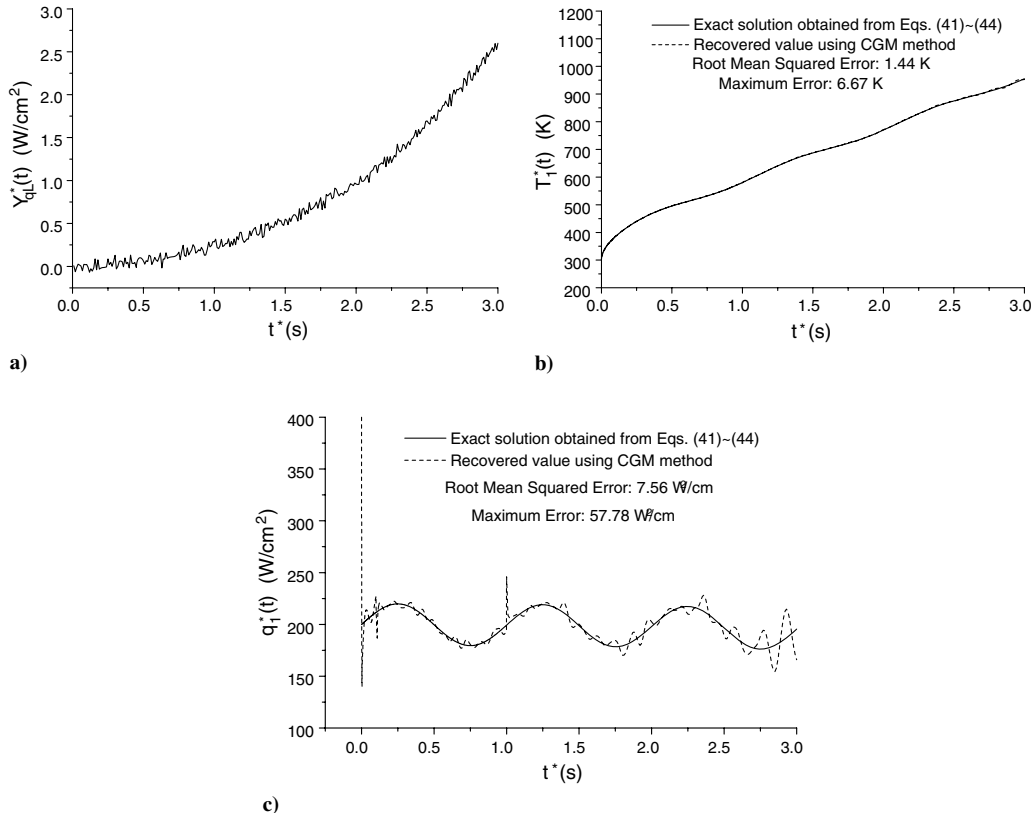 3.0
2.5
2.0
1.5
1.0
0.5
0.0
Y*qL(t) (W/cm2)
0.0 0.5 1.0 1.5 2.0 2.5 3.0
t*(s)
a)
1200
1100
1000
900
800
700
600
500
400
300
200
T*1(t) (K)
Exact solution obtained from Eqs. (41)~(44)
Recovered value using CGM method
Root Mean Squared Error: 1.44 K
Maximum Error: 6.67 K
0.0 0.5 1.0 1.5 2.0 2.5 3.0
t*(s)
b)
400
350
300
250
200
150
100
q*1(t) (W/cm2)
Exact solution obtained from Eqs. (41)~(44)
Recovered value using CGM method
Root Mean Squared Error: 7.56 W/cm2
Maximum Error: 57.78 W/cm2
0.0 0.5 1.0 1.5 2.0 2.5 3.0
t*(s)
c)